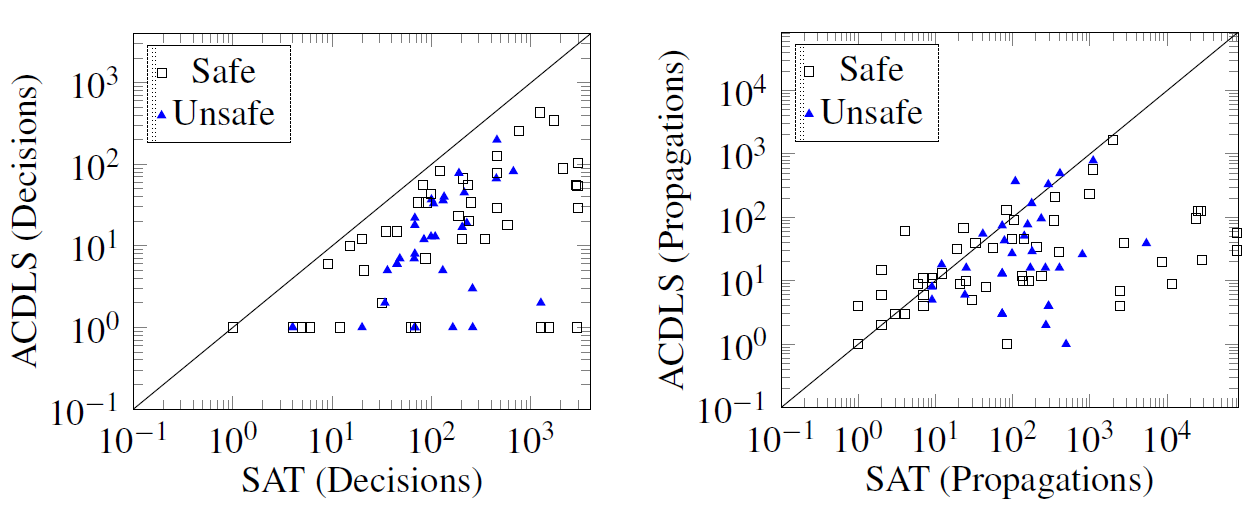 ACDLS (Decisions)
10³
10²
10¹
10⁰
10⁻¹
Safe
Unsafe
10⁻¹ 10⁰ 10¹ 10² 10³
SAT (Decisions)
ACDLS (Propagations)
10⁴
10³
10²
10¹
10⁰
10⁻¹
Safe
Unsafe
10⁻¹ 10⁰ 10¹ 10² 10³ 10⁴
SAT (Propagations)